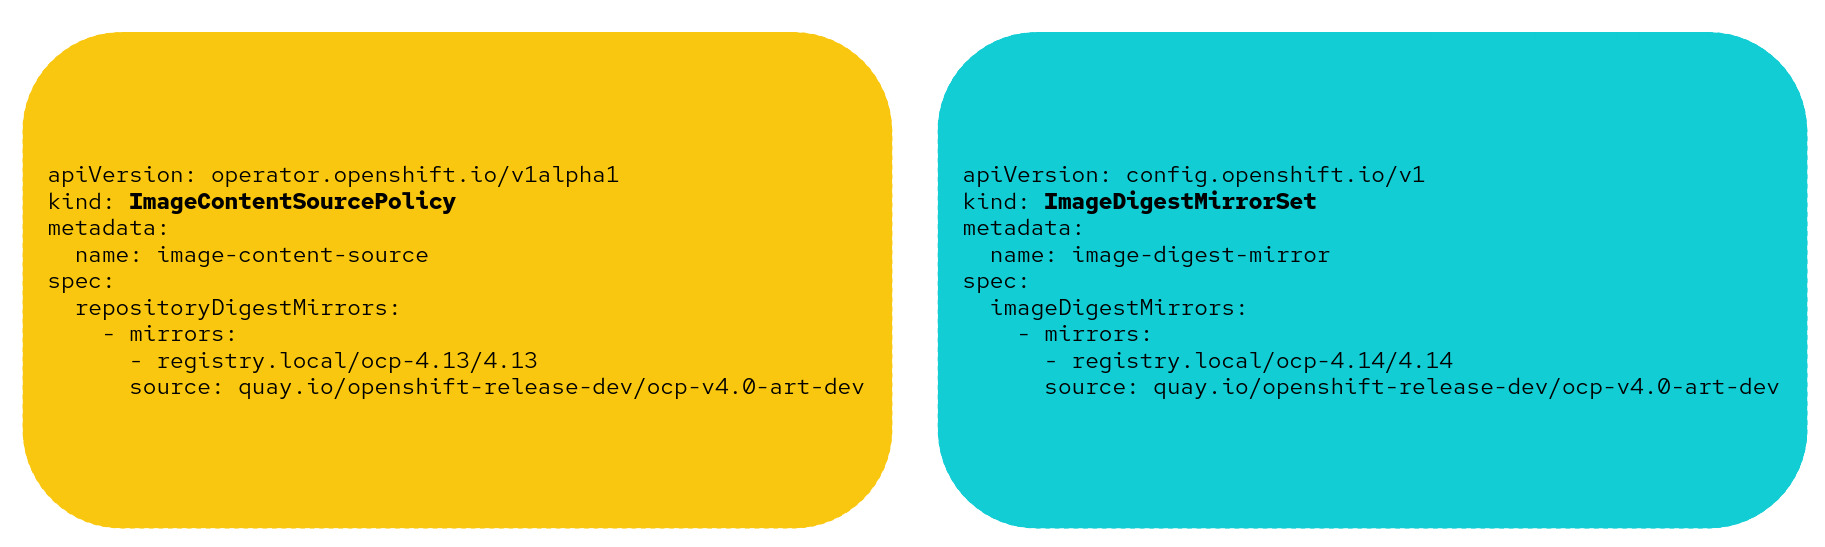 apiVersion: operator.openshift.io/v1alpha1
kind: ImageContentSourcePolicy
metadata:
  name: image-content-source
spec:
  repositoryDigestMirrors:
    - mirrors:
      - registry.local/ocp-4.13/4.13
      source: quay.io/openshift-release-dev/ocp-v4.0-art-dev
apiVersion: config.openshift.io/v1
kind: ImageDigestMirrorSet
metadata:
  name: image-digest-mirror
spec:
  imageDigestMirrors:
    - mirrors:
      - registry.local/ocp-4.14/4.14
      source: quay.io/openshift-release-dev/ocp-v4.0-art-dev